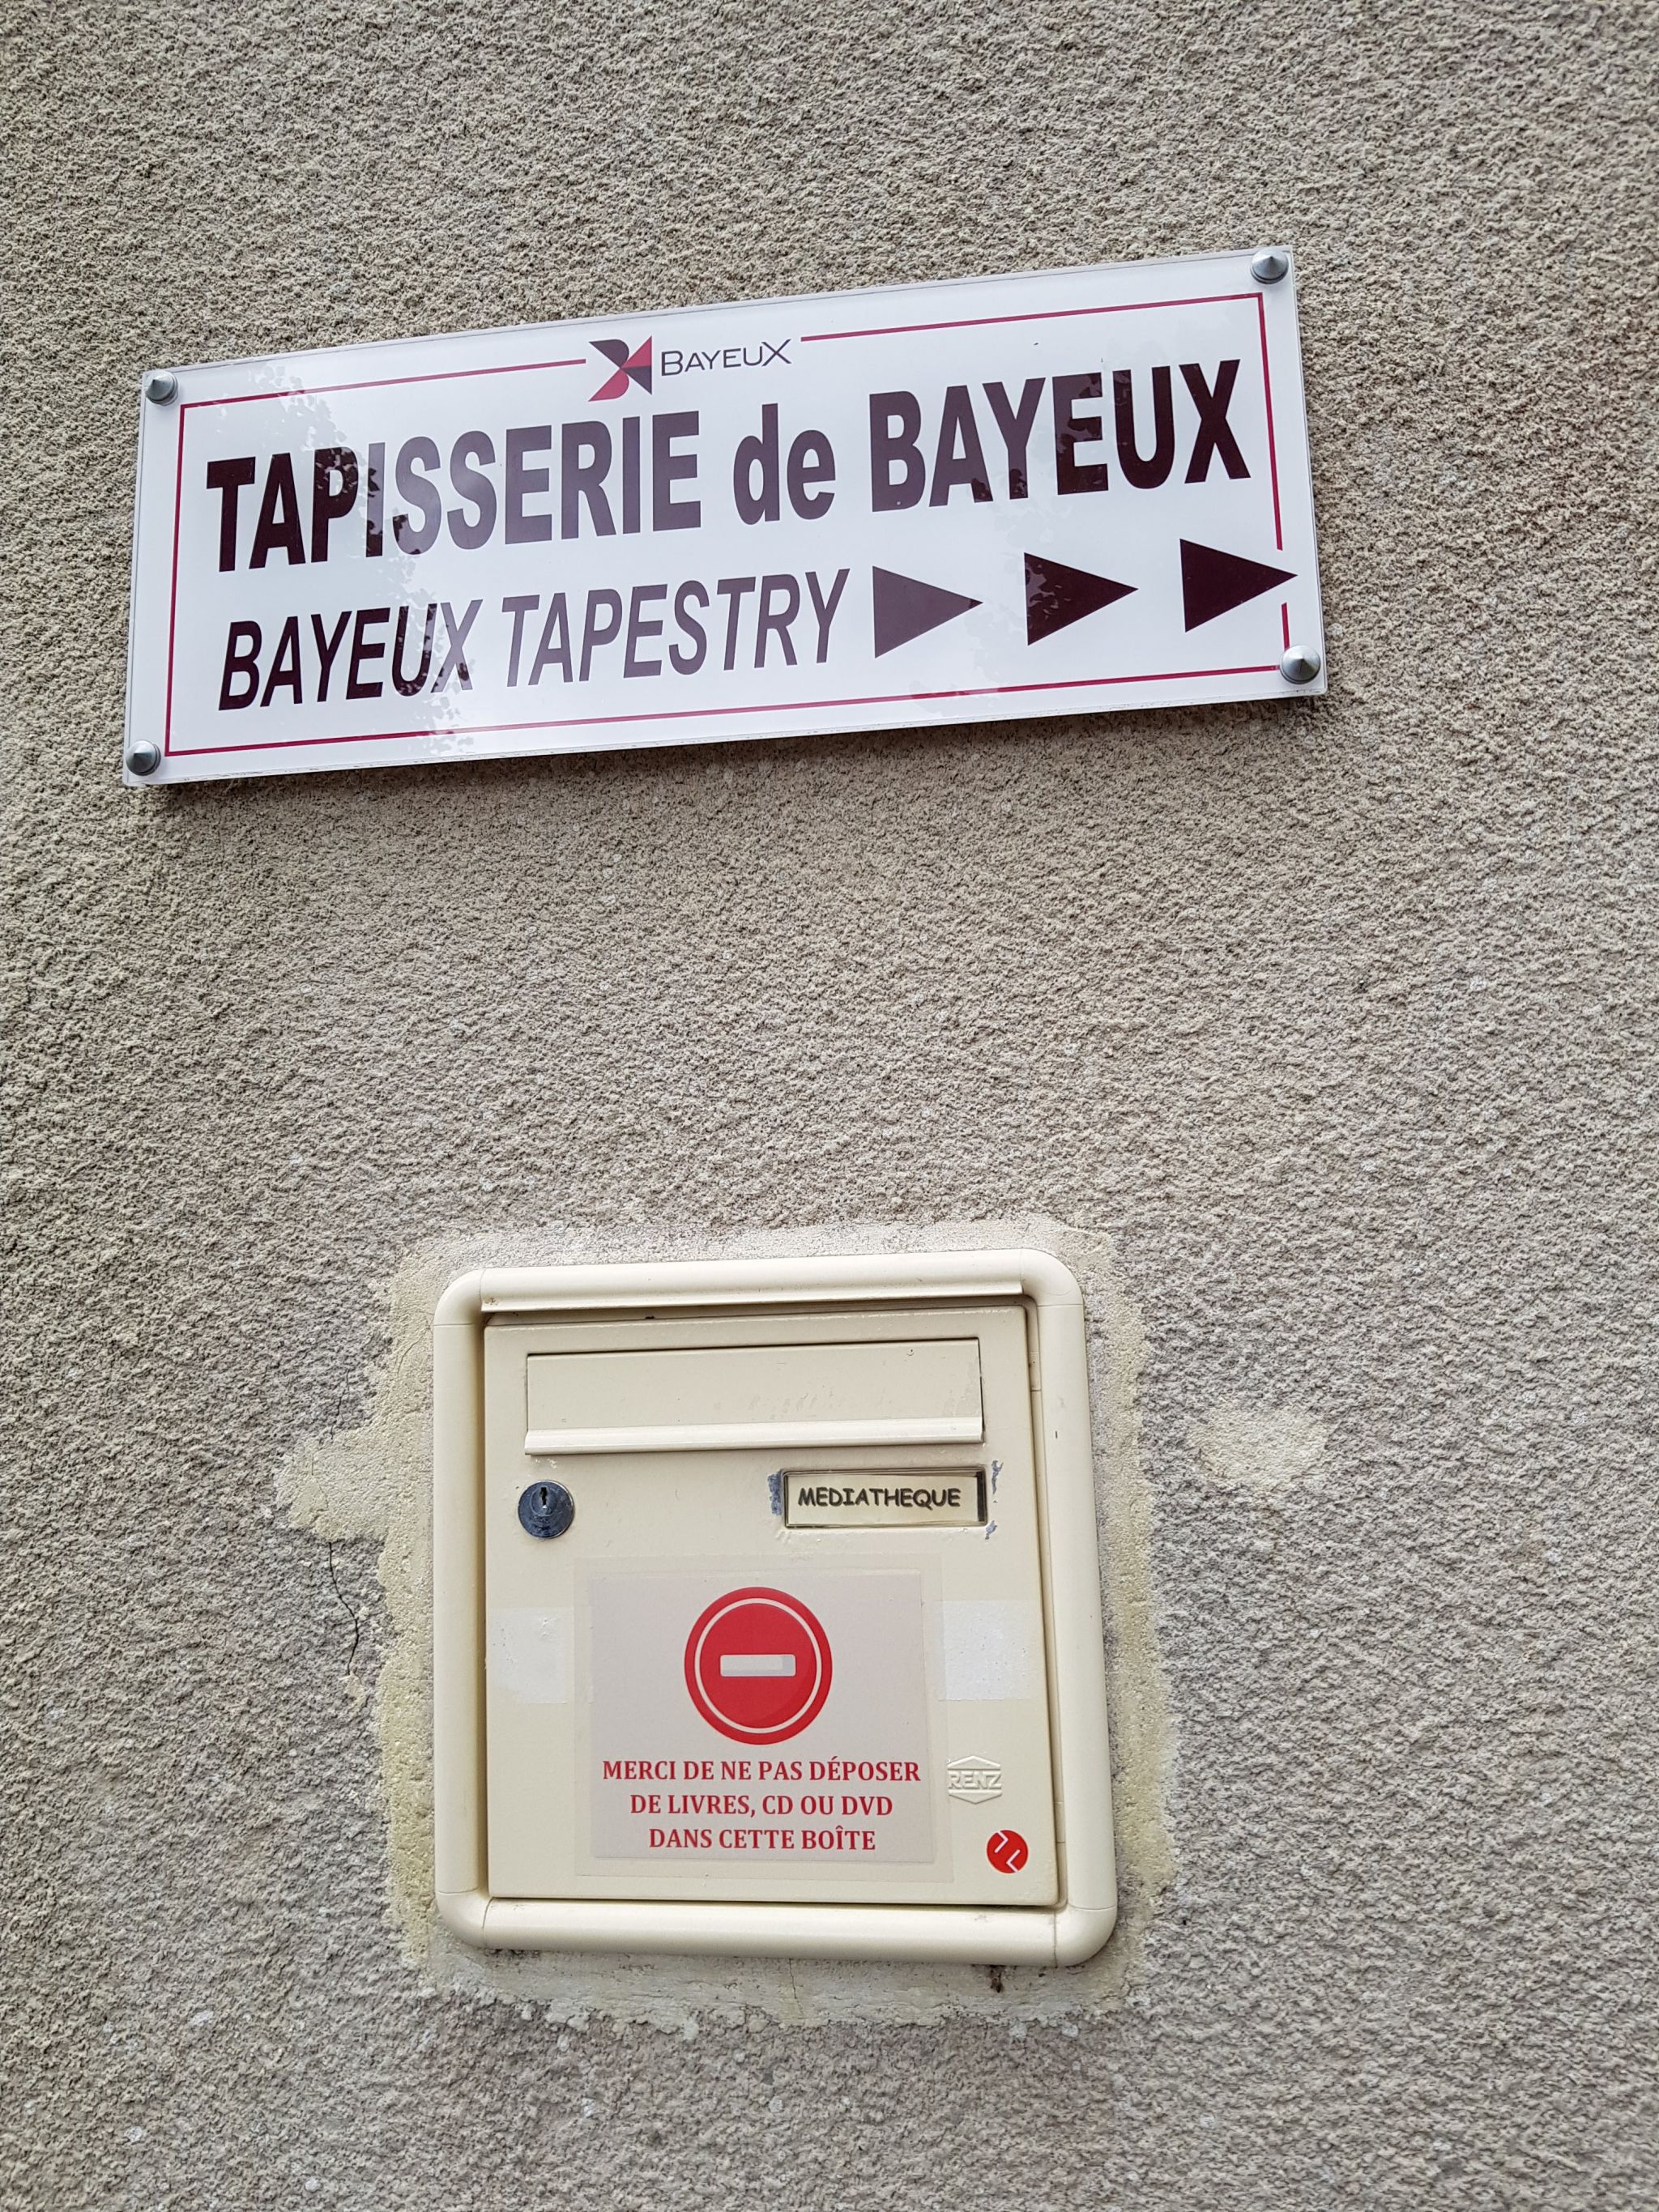 BAYEUX
TAPISSERIE de BAYEUX
BAYEUX TAPESTRY
MEDIATHEQUE
MERCI DE NE PAS DÉPOSER
DE LIVRES, CD OU DVD
DANS CETTE BOÎTE
RENZ